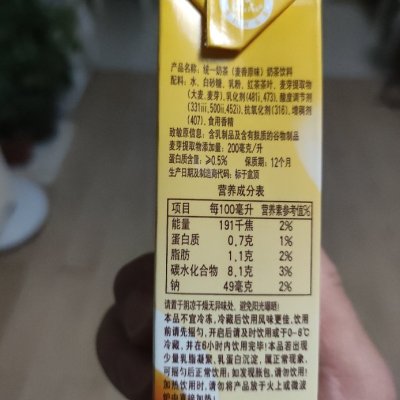 产品名称：统一奶茶（麦香原味）奶茶饮料
配料：水、白砂糖、乳粉、红茶茶叶、麦芽提取物
(大麦,麦芽)、乳化剂(481i,473)、酸度调节剂
(331iii,500ii,452i)、抗氧化剂(316)、增稠剂
(407)、食用香精
致敏原信息：含乳制品及含有麸质的谷物制品
麦芽提取物添加量：200毫克/升
蛋白质含量：≥0.5% 保质期：12个月
生产日期及制造商代码：标于盒顶
营养成分表
项目 每100毫升 营养素参考值%
能量 191千焦 2%
蛋白质 0.7克 1%
脂肪 1.1克 2%
碳水化合物 8.1克 3%
钠 49毫克 2%
请置于阴凉干燥无异味处，避免阳光曝晒！
本品不宜冷冻，冷藏后饮用风味更佳，饮用
前请先摇匀，开启后请及时饮用或于0-6℃
冷藏，并在6小时内饮用完毕！本品若出现
少量乳脂凝聚、乳蛋白沉淀，属正常现象，
可摇匀后正常饮用；如发现胀包，请勿饮用！
加热饮用时，请勿将产品放于火上或微波
炉中直接加热！